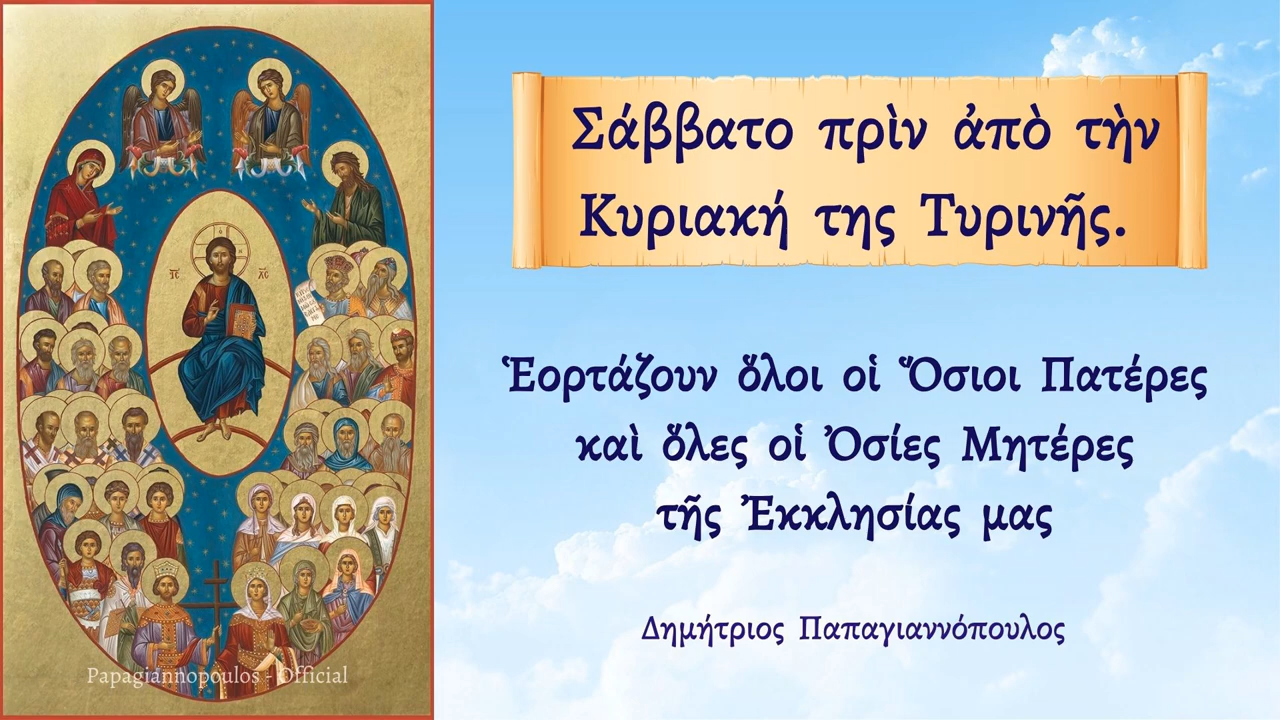 Σάββατο πρὶν ἀπὸ τὴν
Κυριακή της Τυρινῆς.
Ἑορτάζουν ὅλοι οἱ Ὅσιοι Πατέρες
καὶ ὅλες οἱ Ὁσίες Μητέρες
τῆς Ἐκκλησίας μας
Δημήτριος Παπαγιαννόπουλος
Papagiannopoulos - Official